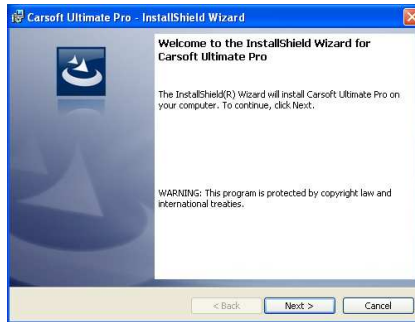 Carsoft Ultimate Pro - InstallShield Wizard
Welcome to the InstallShield Wizard for
Carsoft Ultimate Pro
The InstallShield(R) Wizard will install Carsoft Ultimate Pro on
your computer. To continue, click Next.
WARNING: This program is protected by copyright law and
international treaties.
< Back Next > Cancel